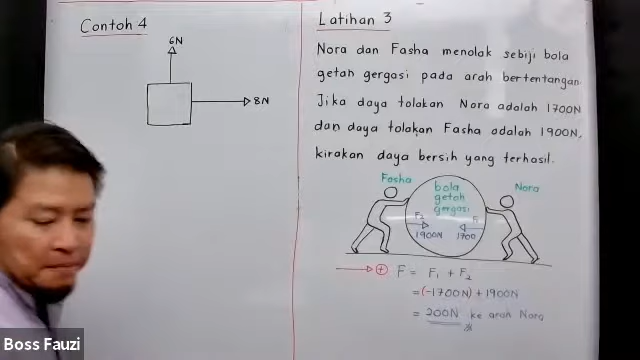 Contoh 4
6N
8N
Latihan 3
Nora dan Fasha menolak sebiji bola
getah gergasi pada arah bertentangan.
Jika daya tolakan Nora adalah 1700N
dan daya tolakan Fasha adalah 1900N,
kirakan daya bersih yang terhasil.
Fasha
bola
getah
gergasi
Nora
F₂
F₁
1900N
1700
⊕ F = F₁ + F₂
= (-1700N) + 1900N
= 200N ke arah Nora
Boss Fauzi